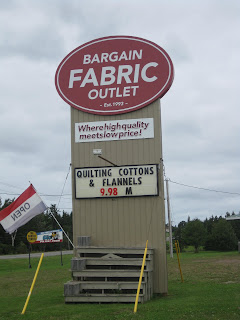 BARGAIN
FABRIC
OUTLET
– Est. 1992 –
Where high quality
meets low price!
QUILTING COTTONS
& FLANNELS
9.98 M
OPEN